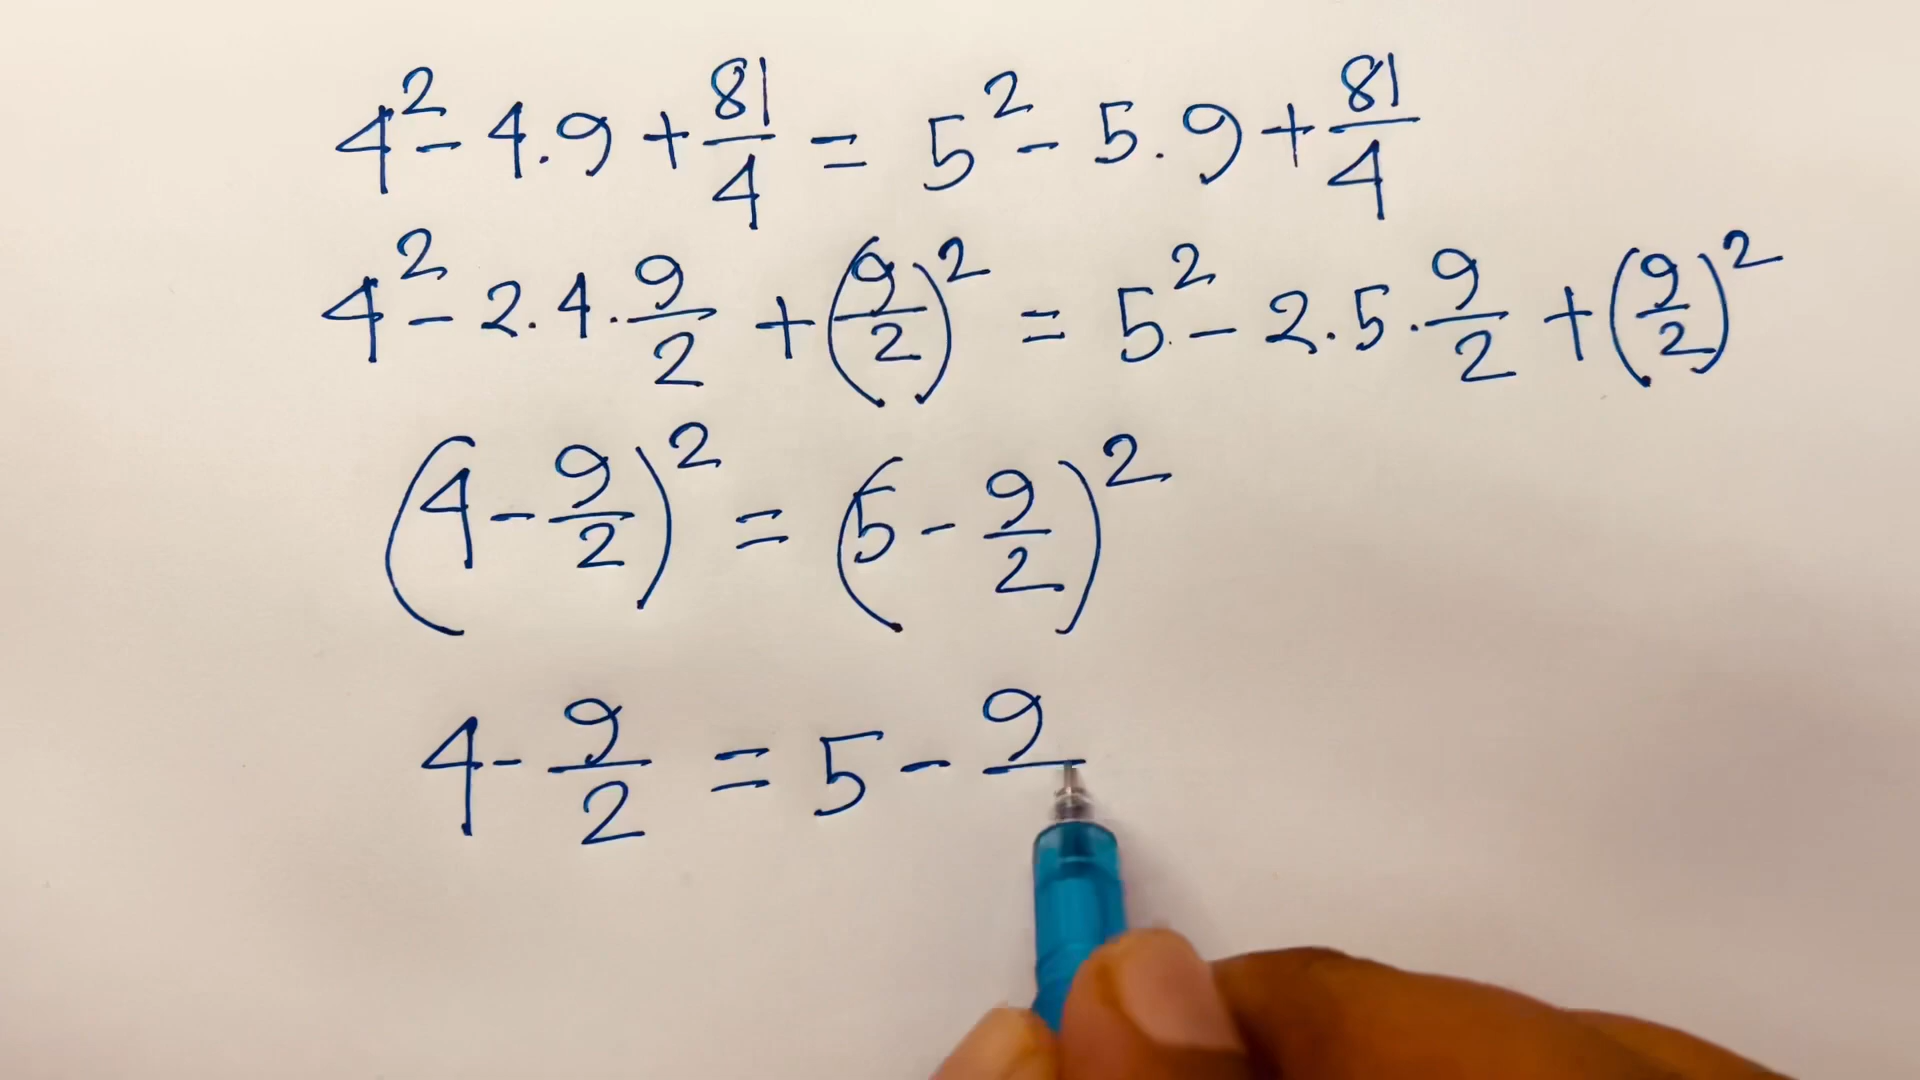 4² - 4.9 + 81/4 = 5² - 5.9 + 81/4
4² - 2.4.9/2 + (9/2)² = 5² - 2.5.9/2 + (9/2)²
(4 - 9/2)² = (5 - 9/2)²
4 - 9/2 = 5 - 9/